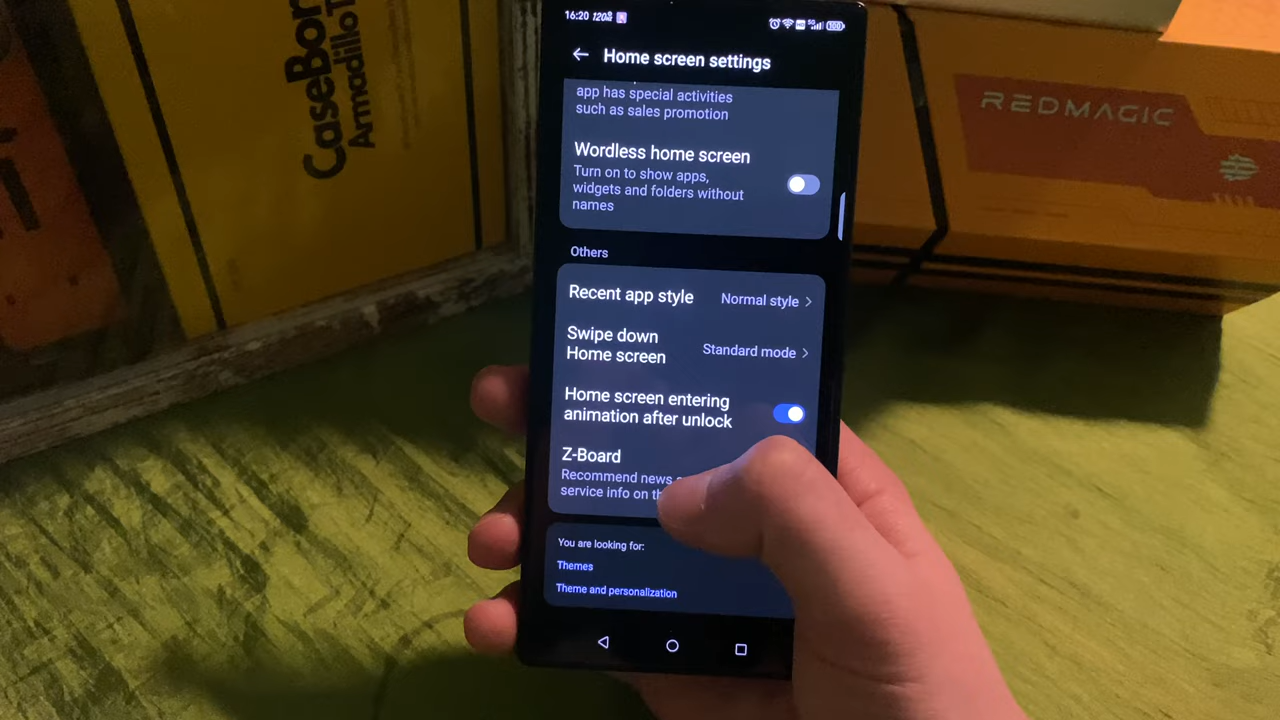 16:20 120
Home screen settings
app has special activities
such as sales promotion
Wordless home screen
Turn on to show apps,
widgets and folders without
names
Others
Recent app style
Normal style
Swipe down
Home screen
Standard mode
Home screen entering
animation after unlock
Z-Board
Recommend news
service info on
You are looking for:
Themes
Theme and personalization
REDMAGIC